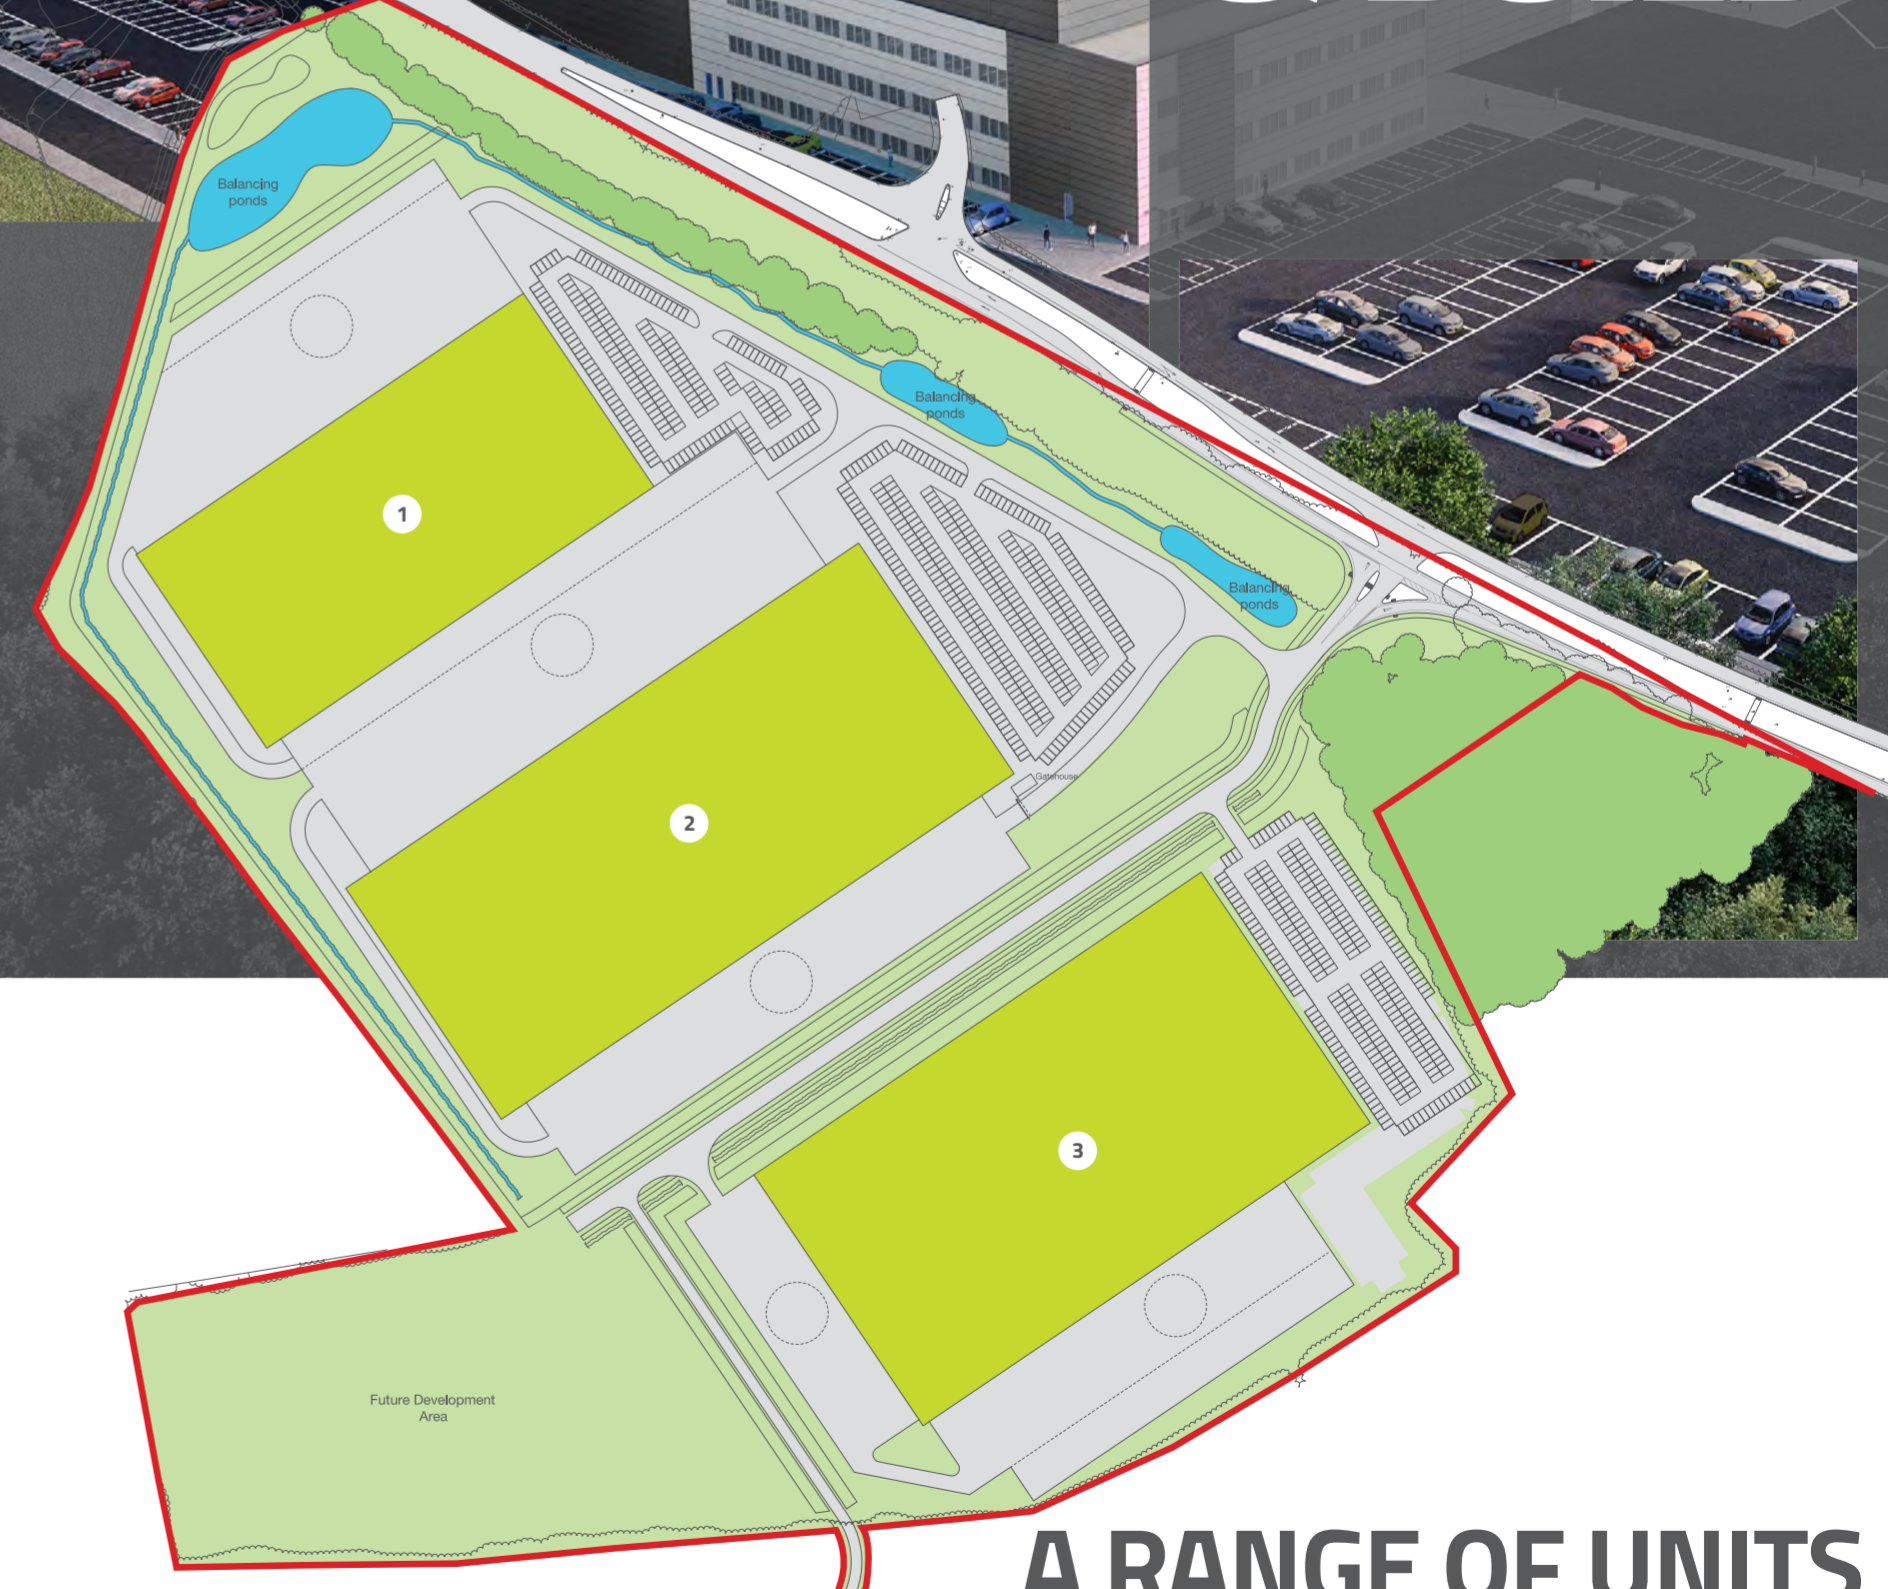 Balancing
ponds
Balancing
ponds
1
Balancing
ponds
Gatehouse
2
3
Future Development
Area
A RANGE OF UNITS